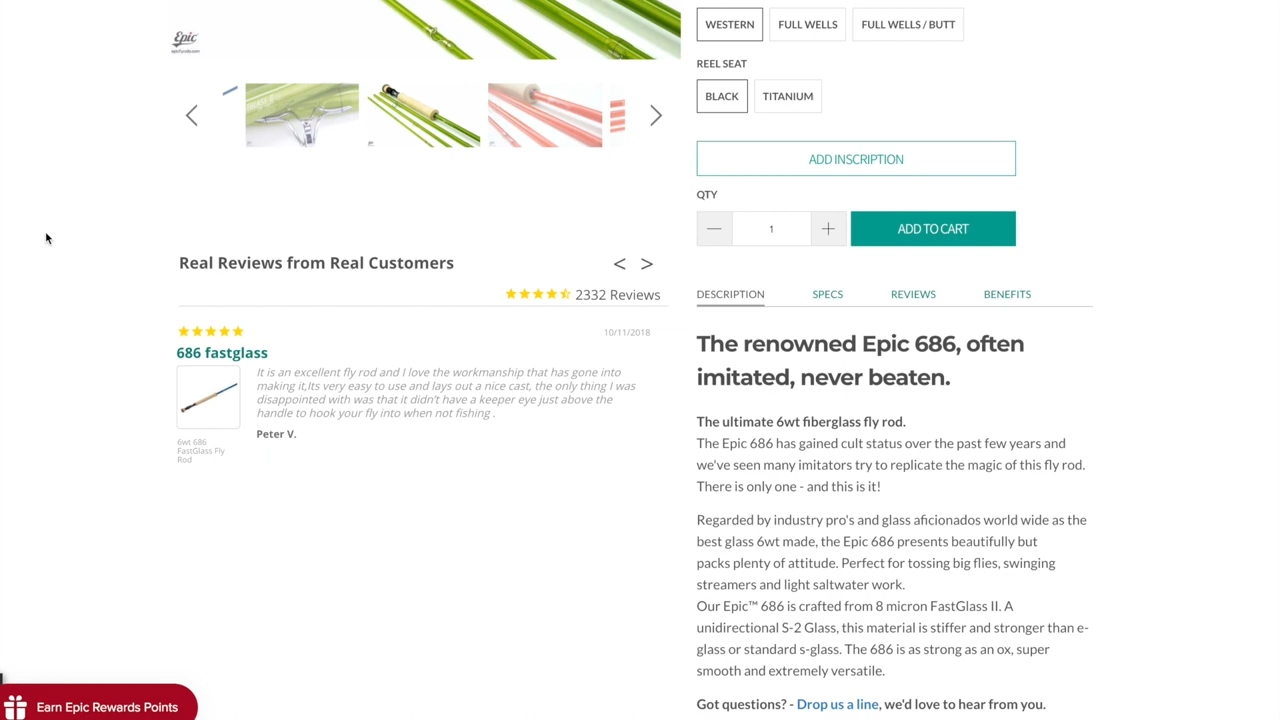 Epic
WESTERN
FULL WELLS
FULL WELLS / BUTT
REEL SEAT
BLACK
TITANIUM
ADD INSCRIPTION
QTY
1
ADD TO CART
Real Reviews from Real Customers
< >
2332 Reviews
10/11/2018
686 fastglass
It is an excellent fly rod and I love the workmanship that has gone into
making it,Its very easy to use and lays out a nice cast, the only thing I was
disappointed with was that it didn't have a keeper eye just above the
handle to hook your fly into when not fishing .
Peter V.
6wt 686
FastGlass Fly
Rod
DESCRIPTION
SPECS
REVIEWS
BENEFITS
The renowned Epic 686, often
imitated, never beaten.
The ultimate 6wt fiberglass fly rod.
The Epic 686 has gained cult status over the past few years and
we've seen many imitators try to replicate the magic of this fly rod.
There is only one - and this is it!
Regarded by industry pro's and glass aficionados world wide as the
best glass 6wt made, the Epic 686 presents beautifully but
packs plenty of attitude. Perfect for tossing big flies, swinging
streamers and light saltwater work.
Our Epic™ 686 is crafted from 8 micron FastGlass II. A
unidirectional S-2 Glass, this material is stiffer and stronger than e-
glass or standard s-glass. The 686 is as strong as an ox, super
smooth and extremely versatile.
Got questions? - Drop us a line, we'd love to hear from you.
Earn Epic Rewards Points